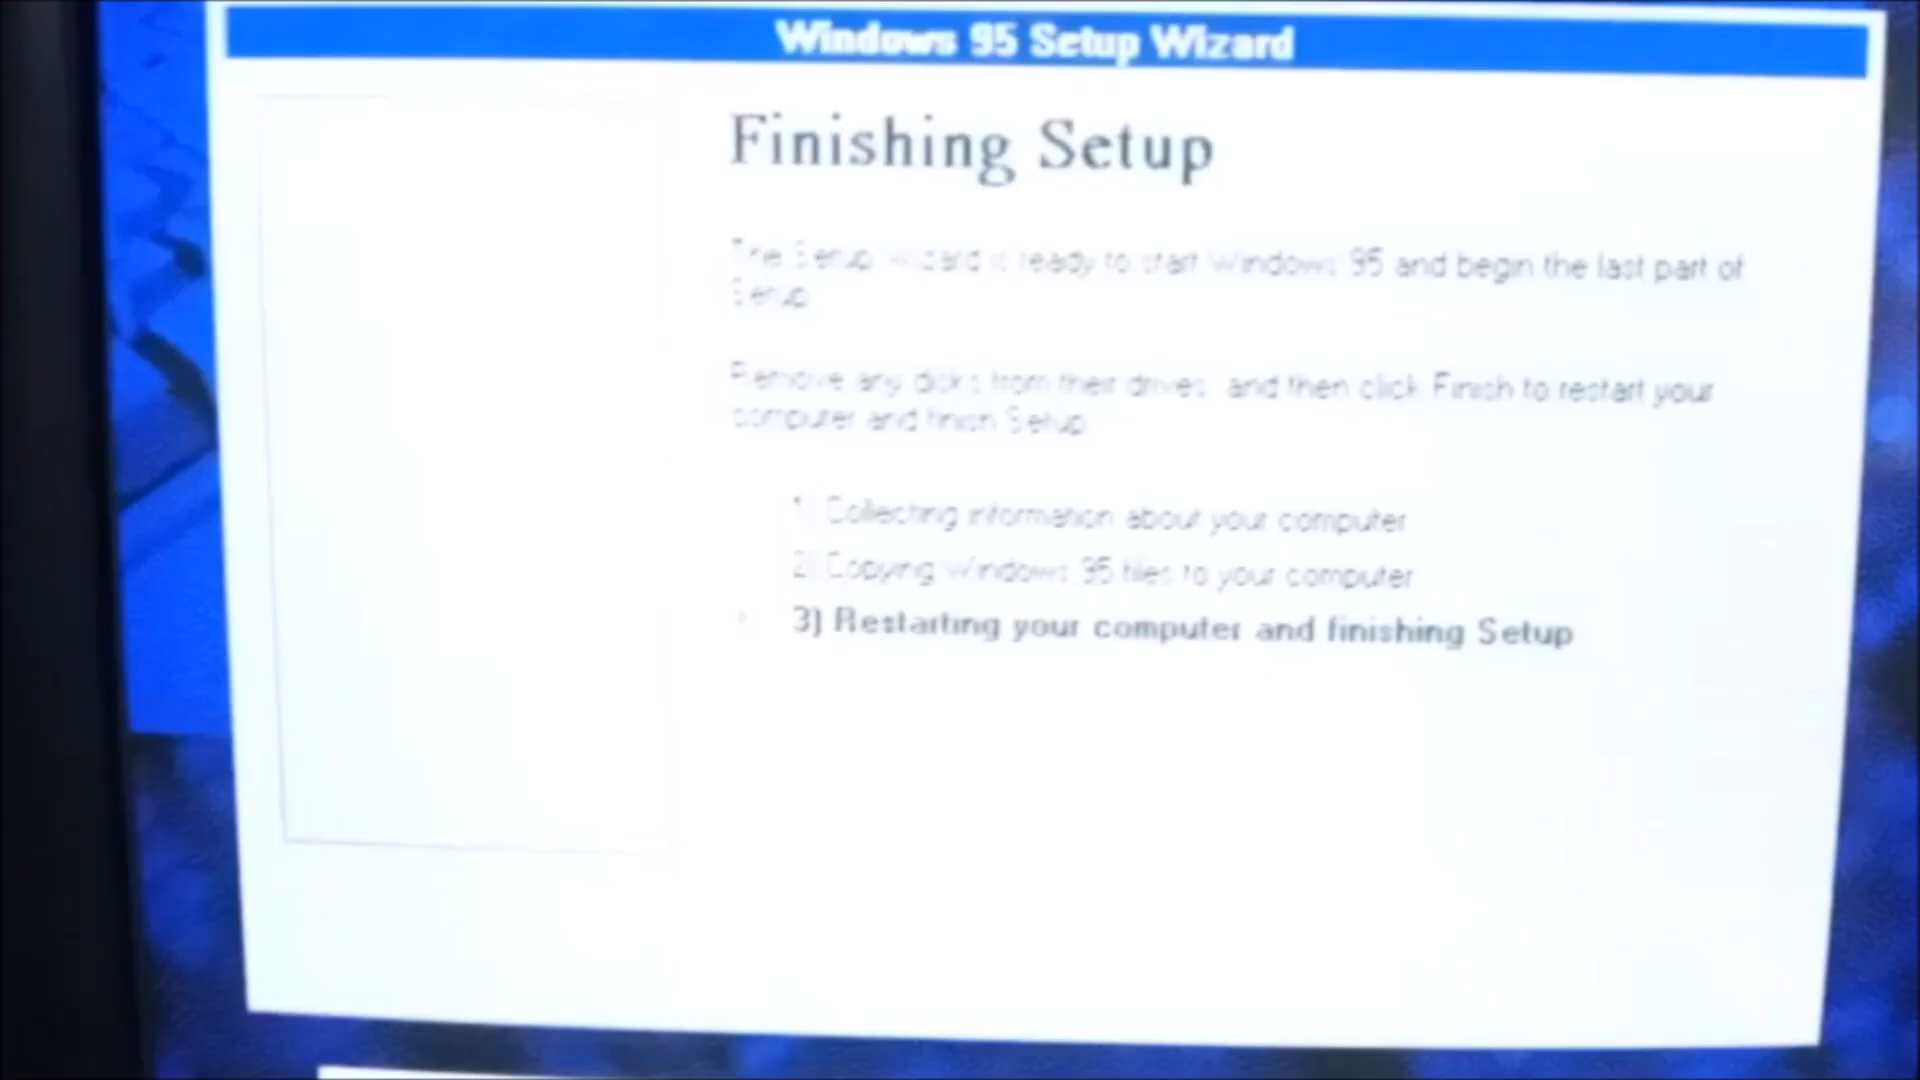 Windows 95 Setup Wizard
Finishing Setup
The Setup wizard is ready to start Windows 95 and begin the last part of
Setup
Remove any disks from their drives, and then click Finish to restart your
computer and finish Setup
1) Collecting information about your computer
2) Copying Windows 95 files to your computer
3) Restarting your computer and finishing Setup